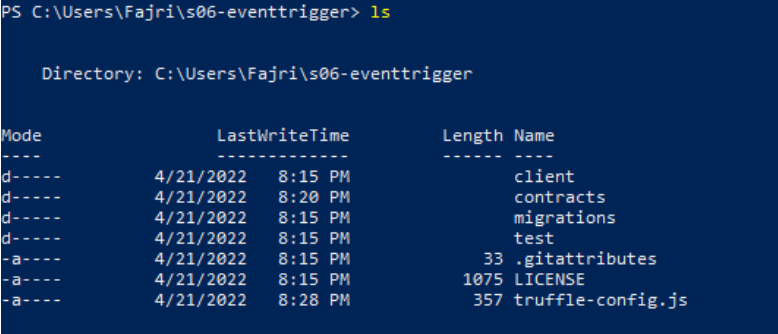 PS C:\Users\Fajri\s06-eventtrigger> ls
Directory: C:\Users\Fajri\s06-eventtrigger
Mode                LastWriteTime         Length Name
----                -------------         ------ ----
d-----        4/21/2022   8:15 PM                client
d-----        4/21/2022   8:20 PM                contracts
d-----        4/21/2022   8:15 PM                migrations
d-----        4/21/2022   8:15 PM                test
-a----        4/21/2022   8:15 PM             33 .gitattributes
-a----        4/21/2022   8:15 PM           1075 LICENSE
-a----        4/21/2022   8:28 PM            357 truffle-config.js